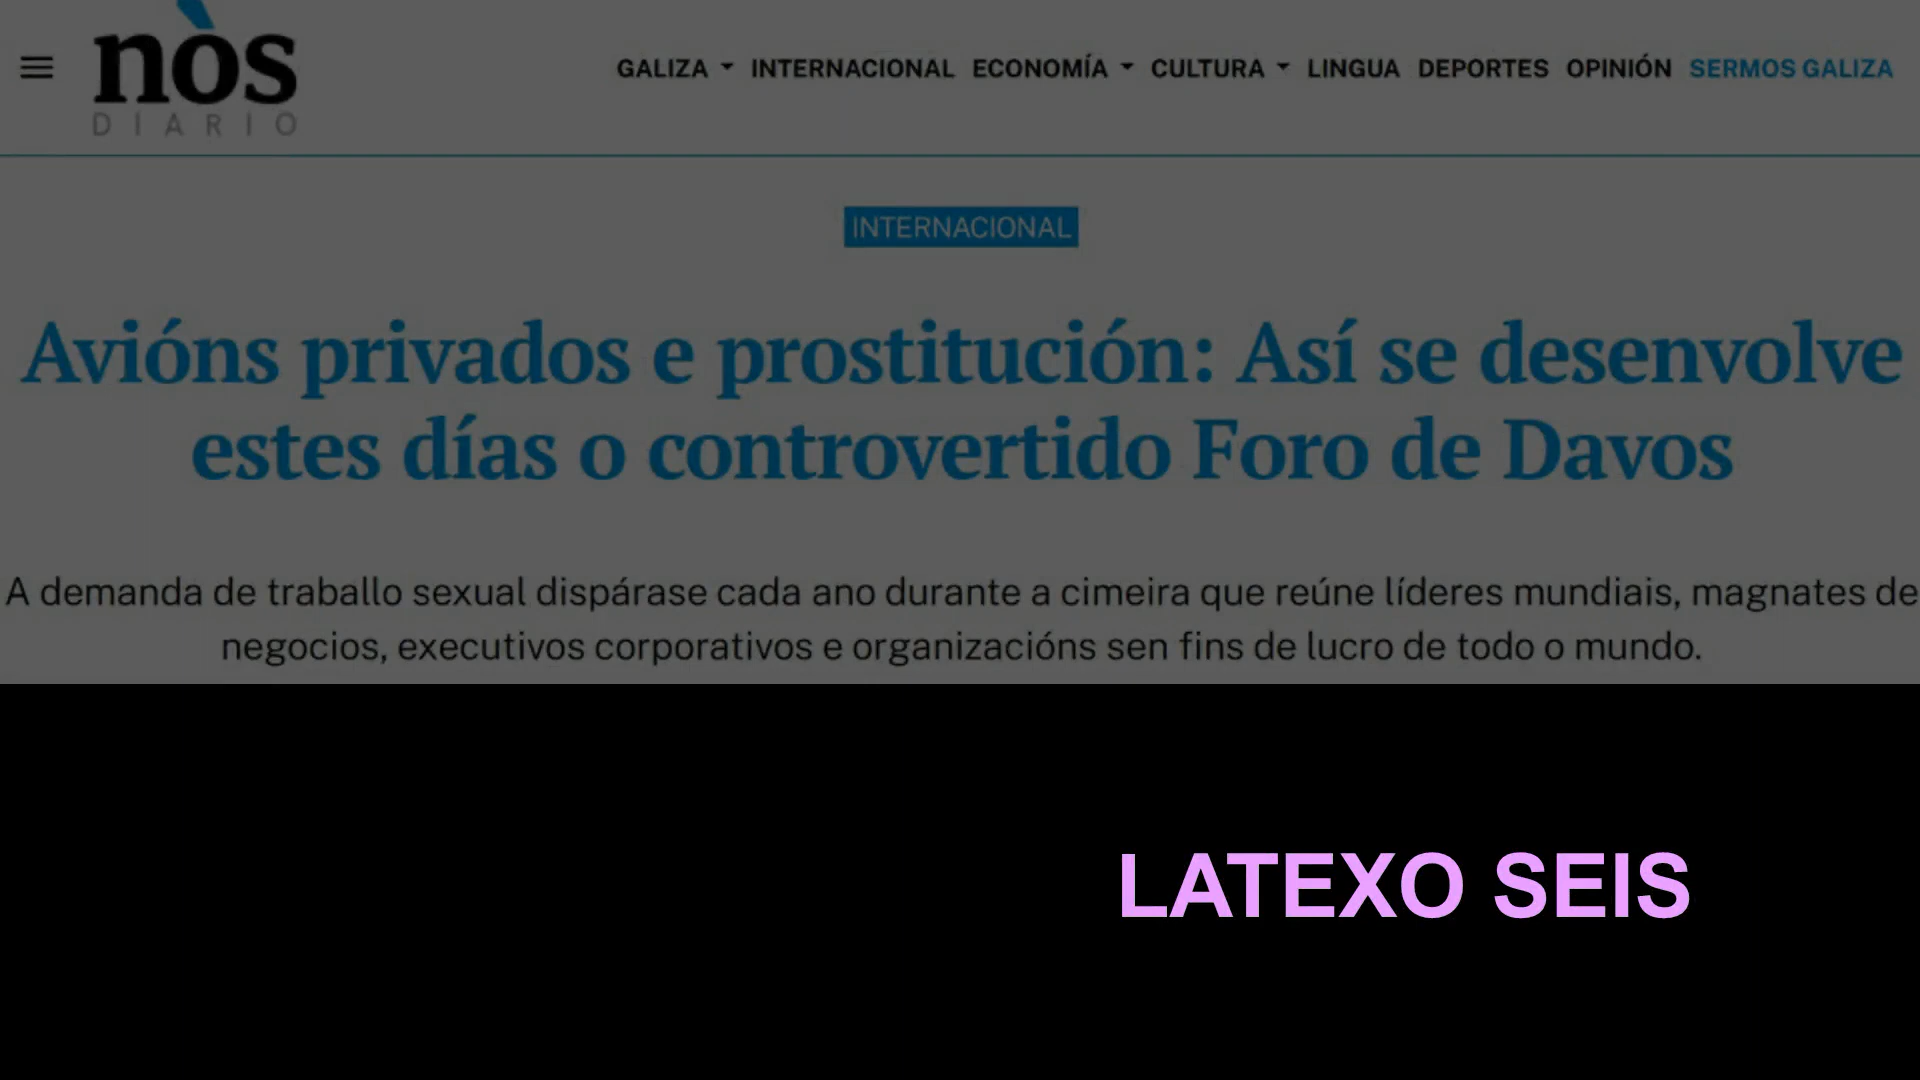 nòs
DIARIO
GALIZA INTERNACIONAL ECONOMÍA CULTURA LINGUA DEPORTES OPINIÓN SERMOS GALIZA
INTERNACIONAL
Avións privados e prostitución: Así se desenvolve
estes días o controvertido Foro de Davos
A demanda de traballo sexual dispárase cada ano durante a cimeira que reúne líderes mundiais, magnates de
negocios, executivos corporativos e organizacións sen fins de lucro de todo o mundo.
LATEXO SEIS